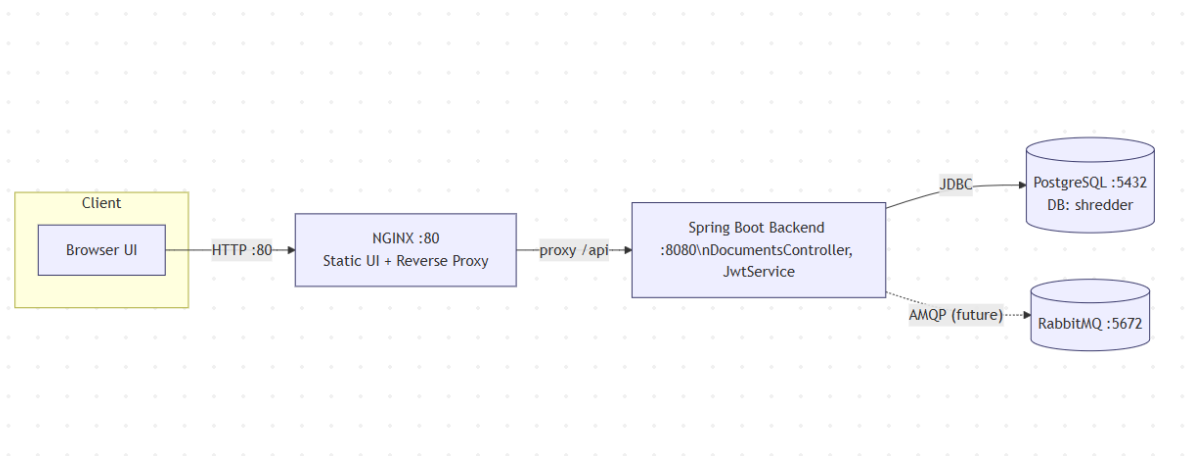 Client
Browser UI
HTTP :80
NGINX :80
Static UI + Reverse Proxy
proxy /api
Spring Boot Backend
:8080\nDocumentsController,
JwtService
JDBC
PostgreSQL :5432
DB: shredder
AMQP (future)
RabbitMQ :5672